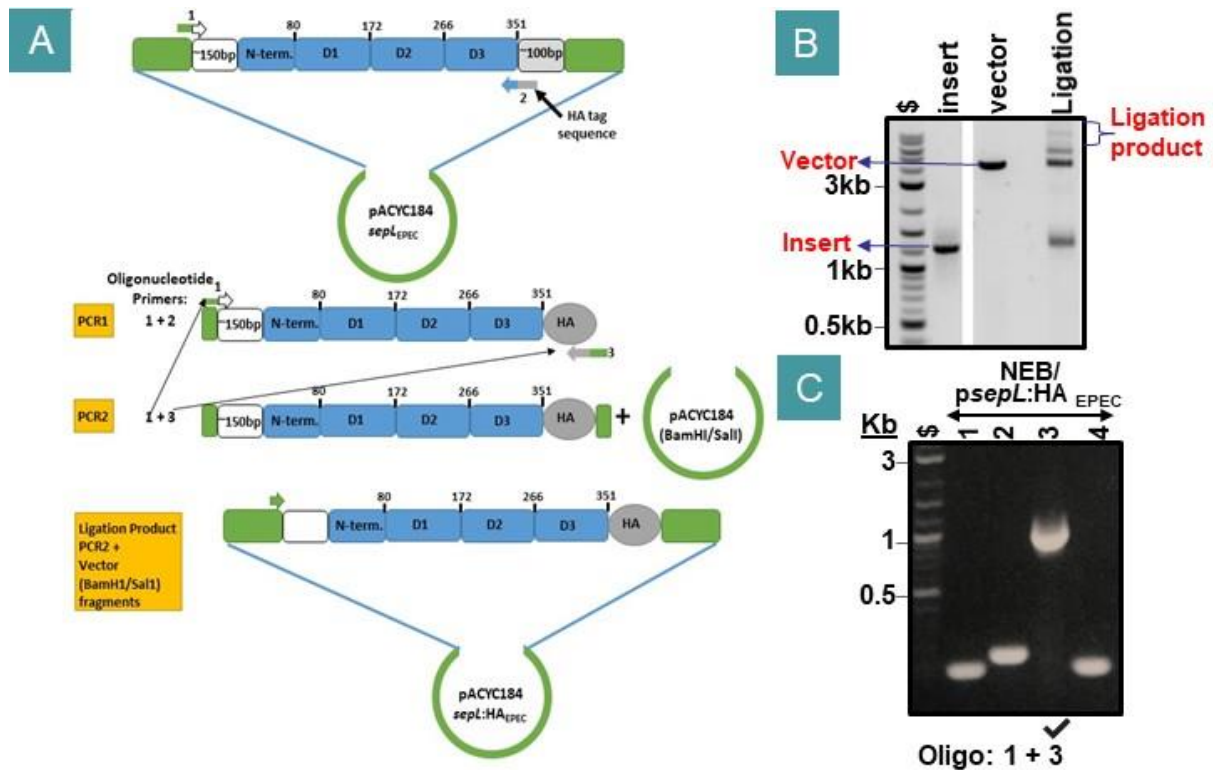 A
1
80 172 266 351
~150bp N-term. D1 D2 D3 ~100bp
2
HA tag
sequence
pACYC184
sepLEPEC
Oligonucleotide
Primers:
1
80 172 266 351
PCR1 1 + 2 ~150bp N-term. D1 D2 D3 HA
3
80 172 266 351
PCR2 1 + 3 ~150bp N-term. D1 D2 D3 HA + pACYC184
(BamHI/SalI)
80 172 266 351
N-term. D1 D2 D3 HA
Ligation Product
PCR2 +
Vector
(BamH1/Sal1)
fragments
pACYC184
sepL:HAEPEC
B
$ insert vector Ligation
Ligation
product
Vector
3kb
Insert
1kb
0.5kb
C
NEB/
psepL:HA EPEC
Kb $ 1 2 3 4
3
1
0.5
✓
Oligo: 1 + 3